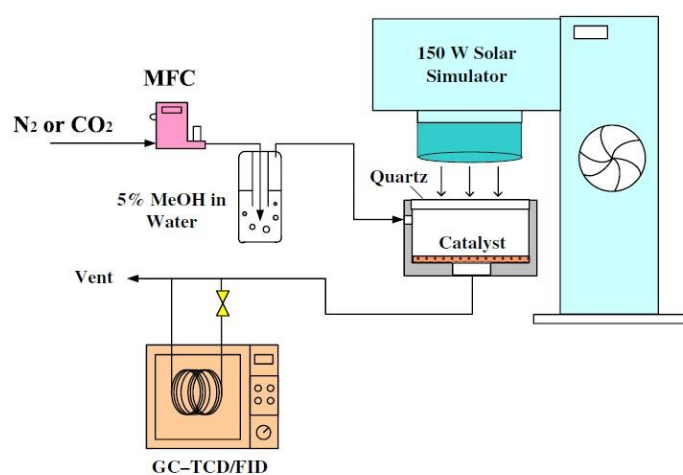 150 W Solar
Simulator
MFC
N2 or CO2
Quartz
5% MeOH in
Water
Catalyst
Vent
GC-TCD/FID